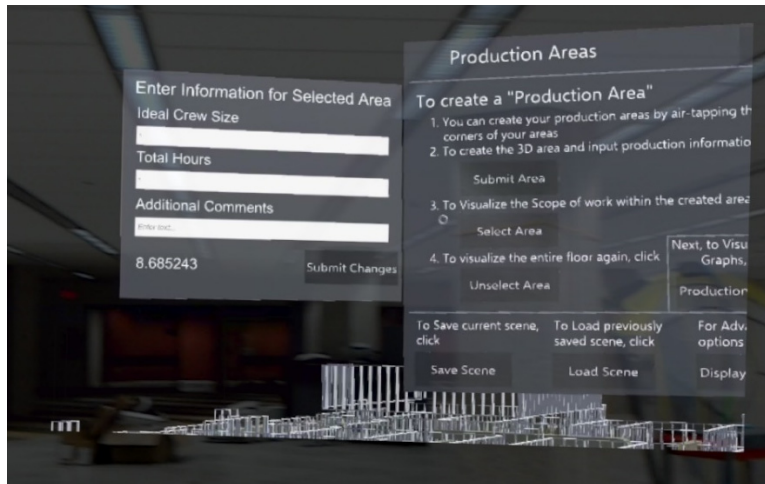 Enter Information for Selected Area
Ideal Crew Size
Total Hours
Additional Comments
Enter text...
8.685243
Submit Changes
Production Areas
To create a "Production Area"
1. You can create your production areas by air-tapping th
corners of your areas
2. To create the 3D area and input production informatio
Submit Area
3. To Visualize the Scope of work within the created area
Select Area
4. To visualize the entire floor again, click
Unselect Area
Next, to Visu
Graphs,
Production
To Save current scene,
click
Save Scene
To Load previously
saved scene, click
Load Scene
For Adv
options
Display